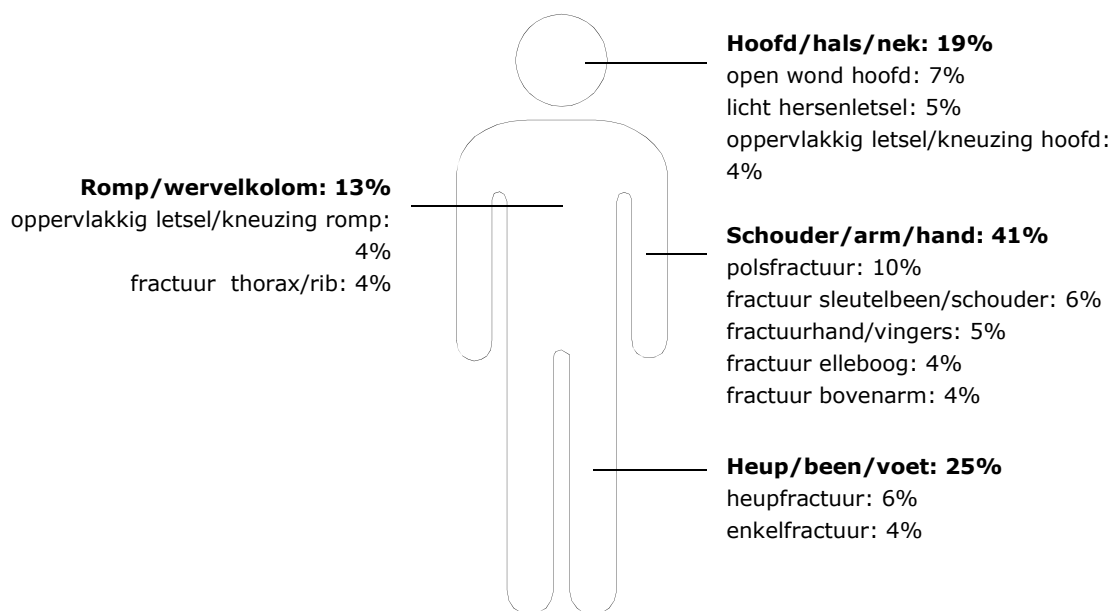 Hoofd/hals/nek: 19%
open wond hoofd: 7%
licht hersenletsel: 5%
oppervlakkig letsel/kneuzing hoofd:
4%
Romp/wervelkolom: 13%
oppervlakkig letsel/kneuzing romp:
4%
fractuur  thorax/rib: 4%
Schouder/arm/hand: 41%
polsfractuur: 10%
fractuur sleutelbeen/schouder: 6%
fractuurhand/vingers: 5%
fractuur elleboog: 4%
fractuur bovenarm: 4%
Heup/been/voet: 25%
heupfractuur: 6%
enkelfractuur: 4%